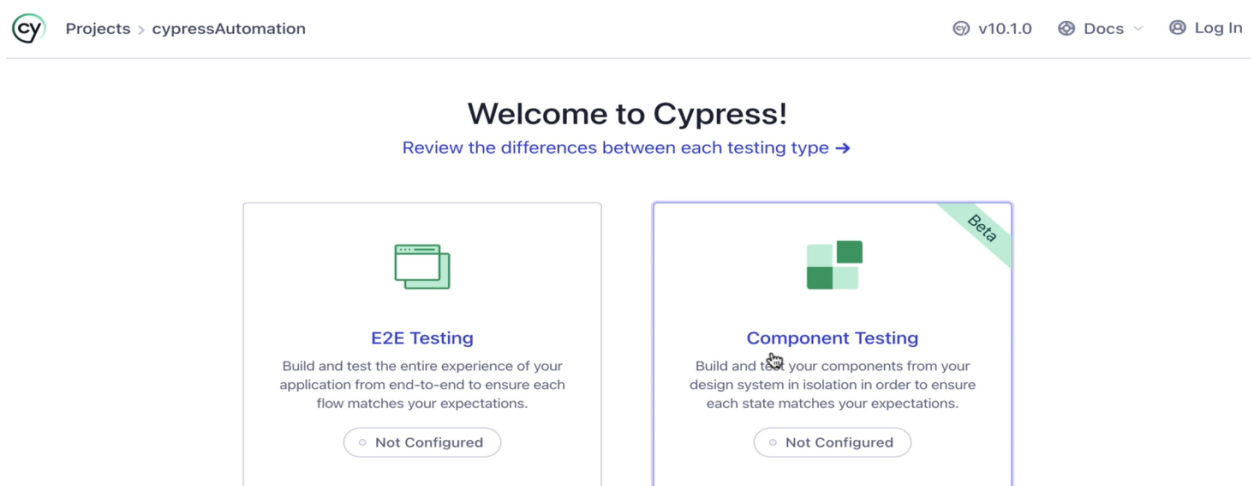 cy Projects > cypressAutomation v10.1.0 Docs Log In
Welcome to Cypress!
Review the differences between each testing type →
Beta
E2E Testing
Build and test the entire experience of your
application from end-to-end to ensure each
flow matches your expectations.
Not Configured
Component Testing
Build and test your components from your
design system in isolation in order to ensure
each state matches your expectations.
Not Configured